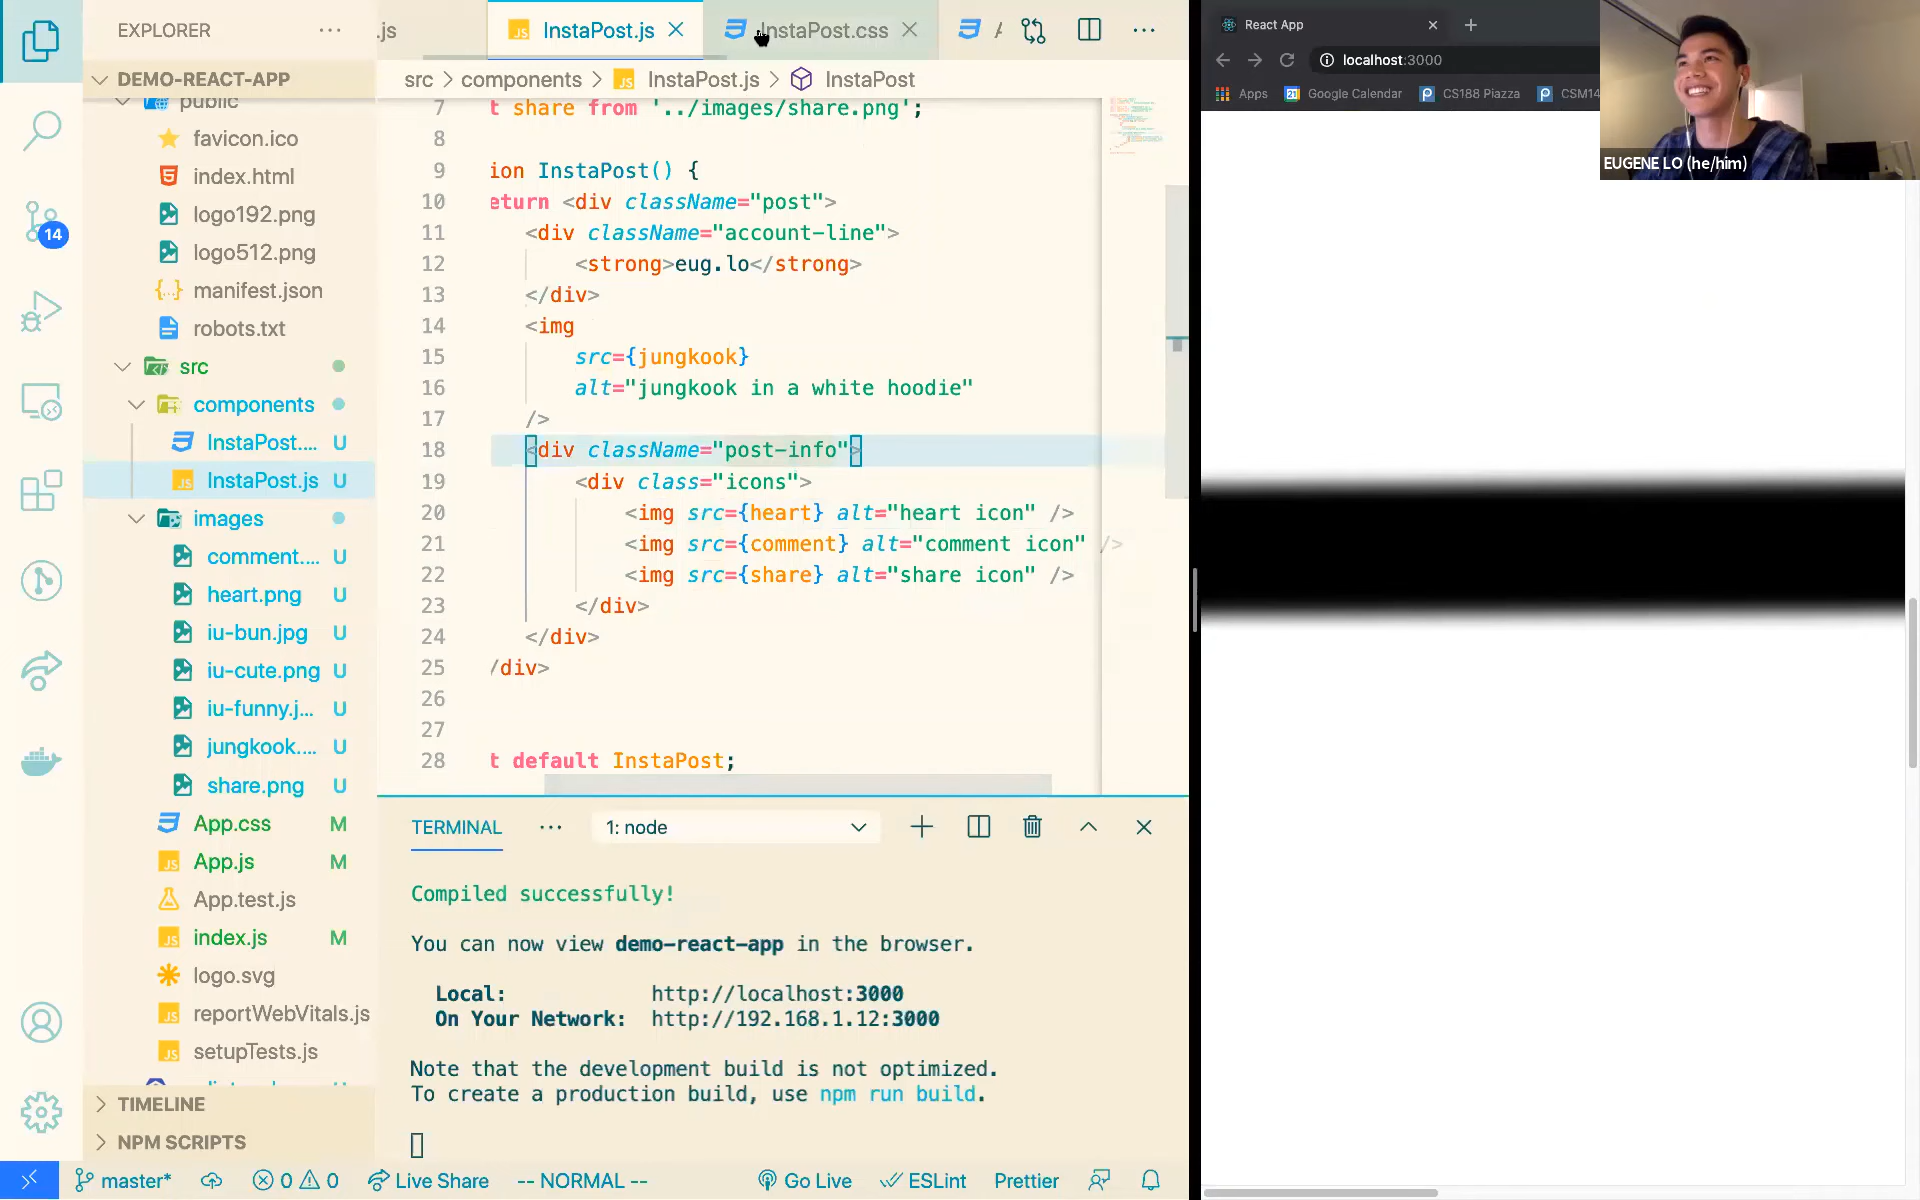 EXPLORER
DEMO-REACT-APP
public
favicon.ico
index.html
logo192.png
logo512.png
manifest.json
robots.txt
src
components
InstaPost.... U
InstaPost.js U
images
comment.... U
heart.png U
iu-bun.jpg U
iu-cute.png U
iu-funny.j... U
jungkook.... U
share.png U
App.css M
App.js M
App.test.js
index.js M
logo.svg
reportWebVitals.js
setupTests.js
TIMELINE
NPM SCRIPTS
14
.js
InstaPost.js
InstaPost.css
src > components > InstaPost.js > InstaPost
7 t share from '../images/share.png';
8
9 ion InstaPost() {
10 eturn <div className="post">
11 <div className="account-line">
12 <strong>eug.lo</strong>
13 </div>
14 <img
15 src={jungkook}
16 alt="jungkook in a white hoodie"
17 />
18 <div className="post-info">
19 <div class="icons">
20 <img src={heart} alt="heart icon" />
21 <img src={comment} alt="comment icon" />
22 <img src={share} alt="share icon" />
23 </div>
24 </div>
25 /div>
26
27
28 t default InstaPost;
TERMINAL
1: node
Compiled successfully!
You can now view demo-react-app in the browser.
Local: http://localhost:3000
On Your Network: http://192.168.1.12:3000
Note that the development build is not optimized.
To create a production build, use npm run build.
master*
0 0
Live Share
-- NORMAL --
Go Live
ESLint
Prettier
React App
localhost:3000
Apps
Google Calendar
CS188 Piazza
CSM14
EUGENE LO (he/him)